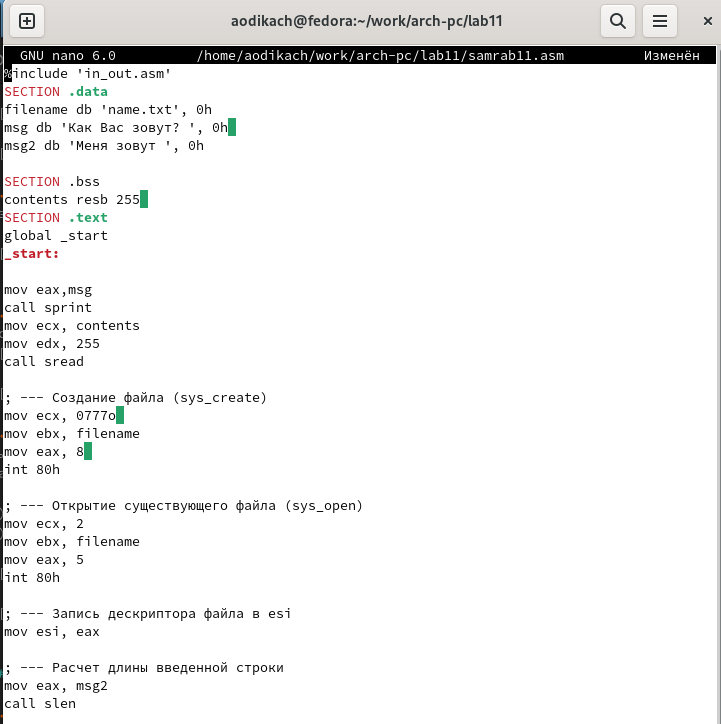 aodikach@fedora:~/work/arch-pc/lab11
GNU nano 6.0 /home/aodikach/work/arch-pc/lab11/samrab11.asm Изменён
%include 'in_out.asm'
SECTION .data
filename db 'name.txt', 0h
msg db 'Как Вас зовут? ', 0h
msg2 db 'Меня зовут ', 0h
SECTION .bss
contents resb 255
SECTION .text
global _start
_start:
mov eax,msg
call sprint
mov ecx, contents
mov edx, 255
call sread
; --- Создание файла (sys_create)
mov ecx, 0777o
mov ebx, filename
mov eax, 8
int 80h
; --- Открытие существующего файла (sys_open)
mov ecx, 2
mov ebx, filename
mov eax, 5
int 80h
; --- Запись дескриптора файла в esi
mov esi, eax
; --- Расчет длины введенной строки
mov eax, msg2
call slen